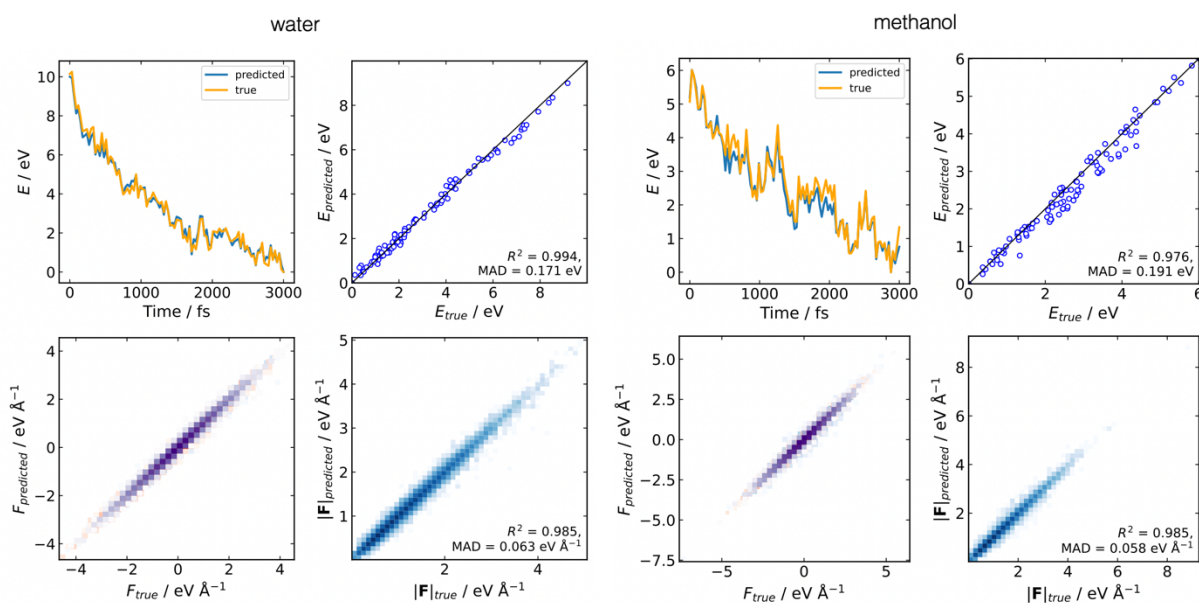 water
methanol
10
8
6
4
2
0
E / eV
predicted
true
0
1000
2000
3000
Time / fs
8
6
4
2
0
E_predicted / eV
R² = 0.994,
MAD = 0.171 eV
0
2
4
6
8
E_true / eV
6
5
4
3
2
1
0
E / eV
predicted
true
0
1000
2000
3000
Time / fs
6
5
4
3
2
1
0
E_predicted / eV
R² = 0.976,
MAD = 0.191 eV
0
2
4
6
E_true / eV
4
2
0
−2
−4
F_predicted / eV Å⁻¹
−4
−2
0
2
4
F_true / eV Å⁻¹
5
4
3
2
1
|F|_predicted / eV Å⁻¹
R² = 0.985,
MAD = 0.063 eV Å⁻¹
2
4
|F|_true / eV Å⁻¹
5.0
2.5
0.0
−2.5
−5.0
−7.5
F_predicted / eV Å⁻¹
−5
0
5
F_true / eV Å⁻¹
8
6
4
2
|F|_predicted / eV Å⁻¹
R² = 0.985,
MAD = 0.058 eV Å⁻¹
2
4
6
8
|F|_true / eV Å⁻¹